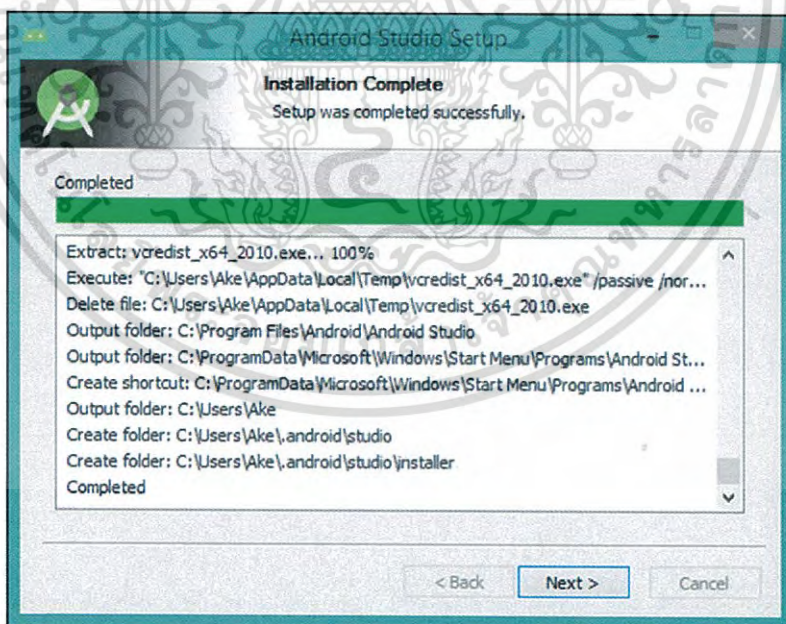 Android Studio Setup
Installation Complete
Setup was completed successfully.
Completed
Extract: vcredist_x64_2010.exe... 100%
Execute: "C:\Users\Ake\AppData\Local\Temp\vcredist_x64_2010.exe" /passive /nor...
Delete file: C:\Users\Ake\AppData\Local\Temp\vcredist_x64_2010.exe
Output folder: C:\Program Files\Android\Android Studio
Output folder: C:\ProgramData\Microsoft\Windows\Start Menu\Programs\Android St...
Create shortcut: C:\ProgramData\Microsoft\Windows\Start Menu\Programs\Android ...
Output folder: C:\Users\Ake
Create folder: C:\Users\Ake\.android\studio
Create folder: C:\Users\Ake\.android\studio\installer
Completed
< Back
Next >
Cancel